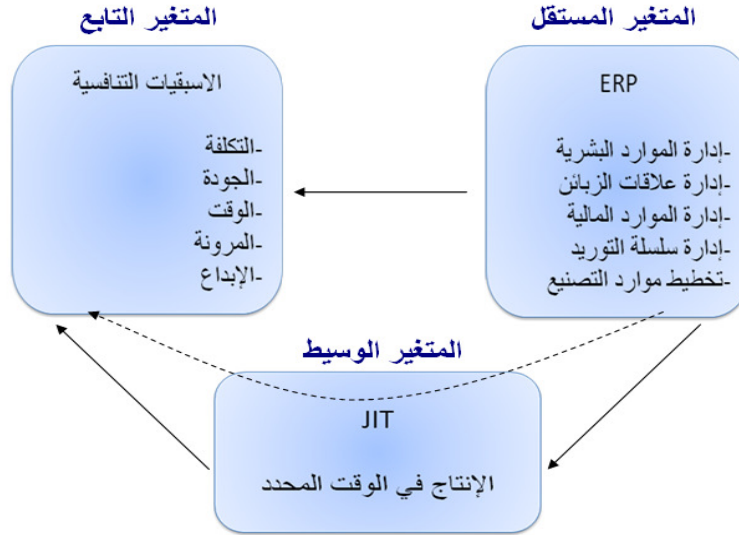 المتغير المستقل
ERP
-إدارة الموارد البشرية
-إدارة علاقات الزبائن
-إدارة الموارد المالية
-إدارة سلسلة التوريد
-تخطيط موارد التصنيع
المتغير التابع
الاسبقيات التنافسية
-التكلفة
-الجودة
-الوقت
-المرونة
-الإبداع
المتغير الوسيط
JIT
الإنتاج في الوقت المحدد